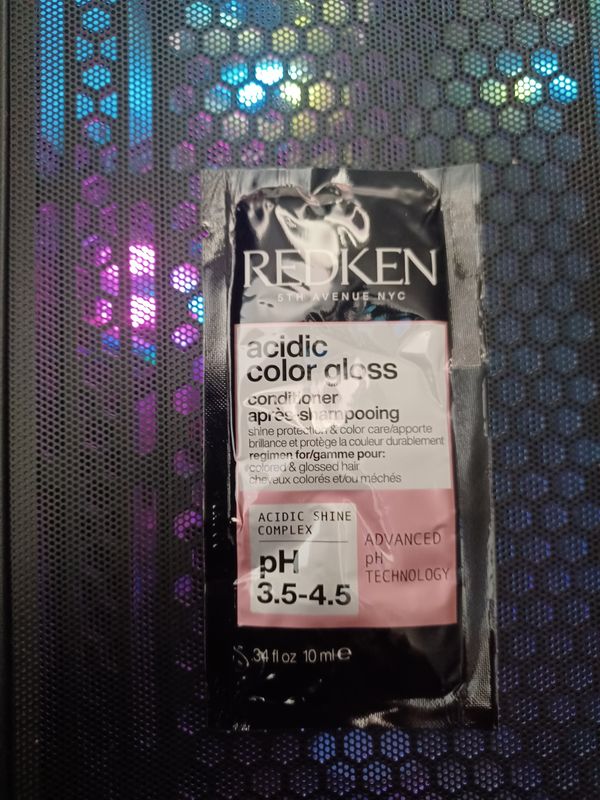 REDKEN
5TH AVENUE NYC
acidic
color gloss
conditioner
après-shampooing
shine protection & color care/apporte
brillance et protège la couleur durablement
regimen for/gamme pour:
colored & glossed hair
cheveux colorés et/ou méchés
ACIDIC SHINE
COMPLEX
pH
3.5-4.5
ADVANCED
pH
TECHNOLOGY
.34 fl oz 10 ml ℮